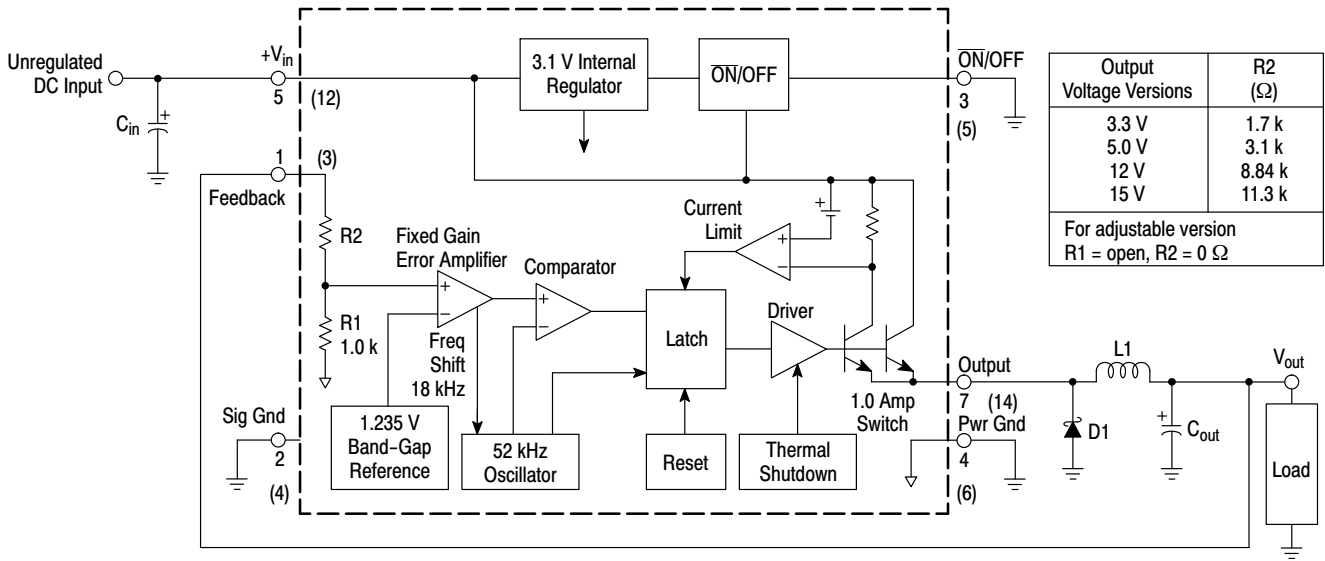 Unregulated
DC Input
+Vin
5
(12)
Cin
3.1 V Internal
Regulator
ON/OFF
ON/OFF
3
(5)
Output
Voltage Versions
R2
(Ω)
3.3 V
1.7 k
5.0 V
3.1 k
12 V
8.84 k
15 V
11.3 k
For adjustable version
R1 = open, R2 = 0 Ω
1
(3)
Feedback
R2
R1
1.0 k
Fixed Gain
Error Amplifier
+
−
Freq
Shift
18 kHz
Comparator
+
−
Current
Limit
+
+
−
Latch
Driver
1.0 Amp
Switch
Output
7
(14)
Pwr Gnd
4
(6)
L1
Vout
D1
+
Cout
Load
Sig Gnd
2
(4)
1.235 V
Band-Gap
Reference
52 kHz
Oscillator
Reset
Thermal
Shutdown
+